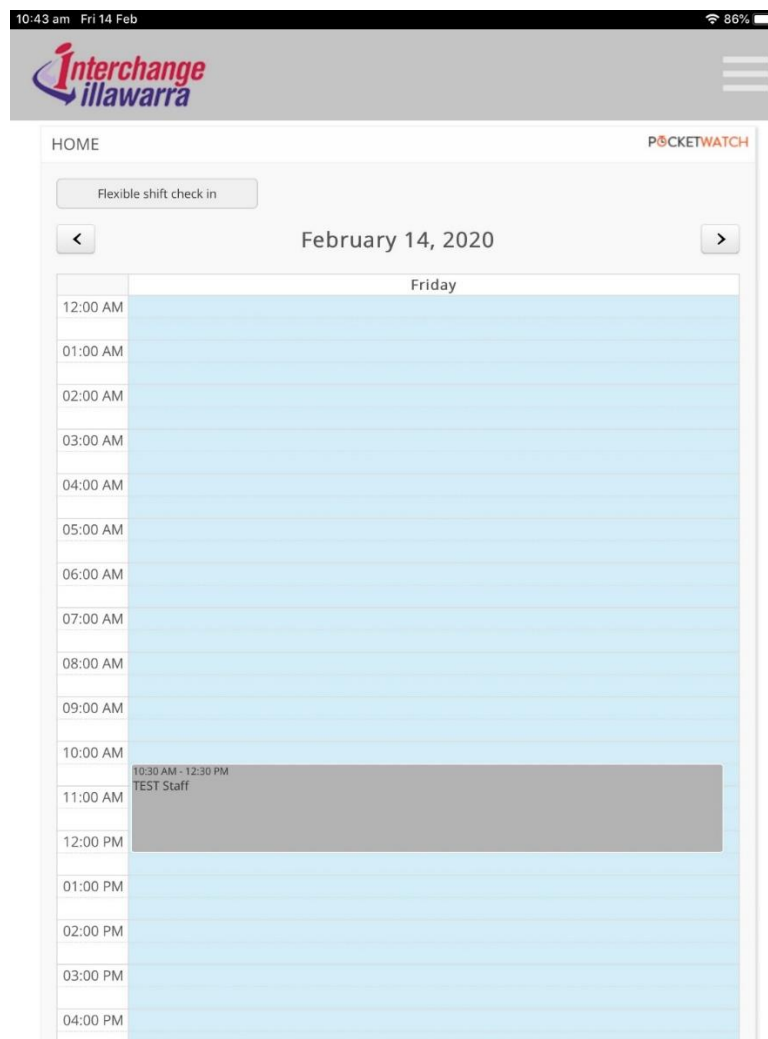 10:43 am Fri 14 Feb
86%
Interchange
illawarra
HOME
POCKETWATCH
Flexible shift check in
< February 14, 2020 >
Friday
12:00 AM
01:00 AM
02:00 AM
03:00 AM
04:00 AM
05:00 AM
06:00 AM
07:00 AM
08:00 AM
09:00 AM
10:00 AM
10:30 AM - 12:30 PM
TEST Staff
11:00 AM
12:00 PM
01:00 PM
02:00 PM
03:00 PM
04:00 PM